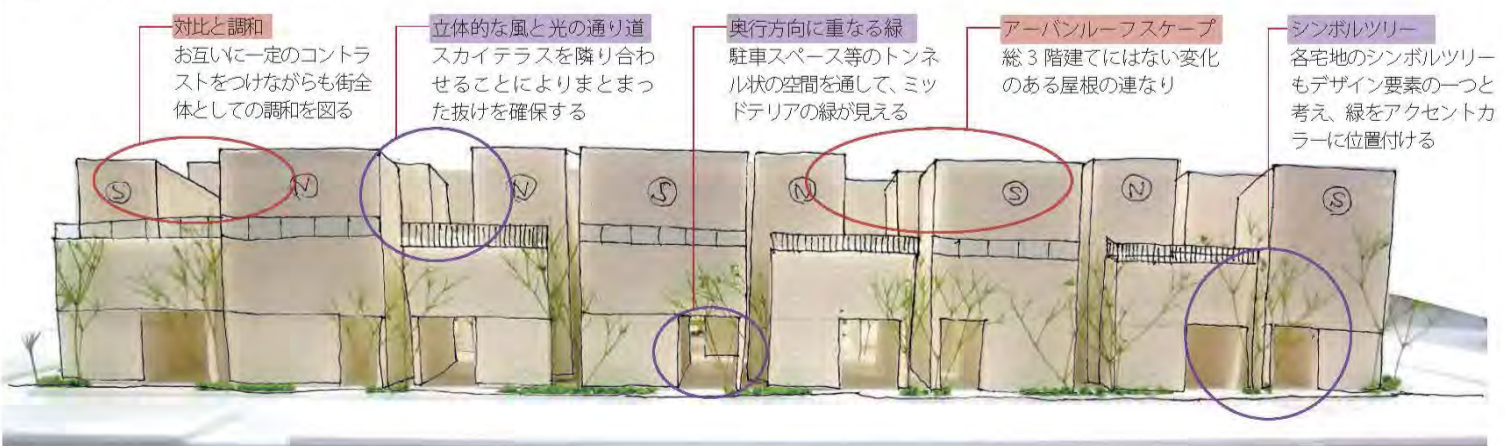 対比と調和
お互いに一定のコントラ
ストをつけながらも街全
体としての調和を図る
立体的な風と光の通り道
スカイテラスを隣り合わ
せることによりまとまっ
た抜けを確保する
奥行方向に重なる緑
駐車スペース等のトンネ
ル状の空間を通して、ミッ
ドテリアの緑が見える
アーバンルーフスケープ
総3階建てにはない変化
のある屋根の連なり
シンボルツリー
各宅地のシンボルツリー
もデザイン要素の一つと
考え、緑をアクセントカ
ラーに位置付ける
S
N
N
S
N
S
N
S